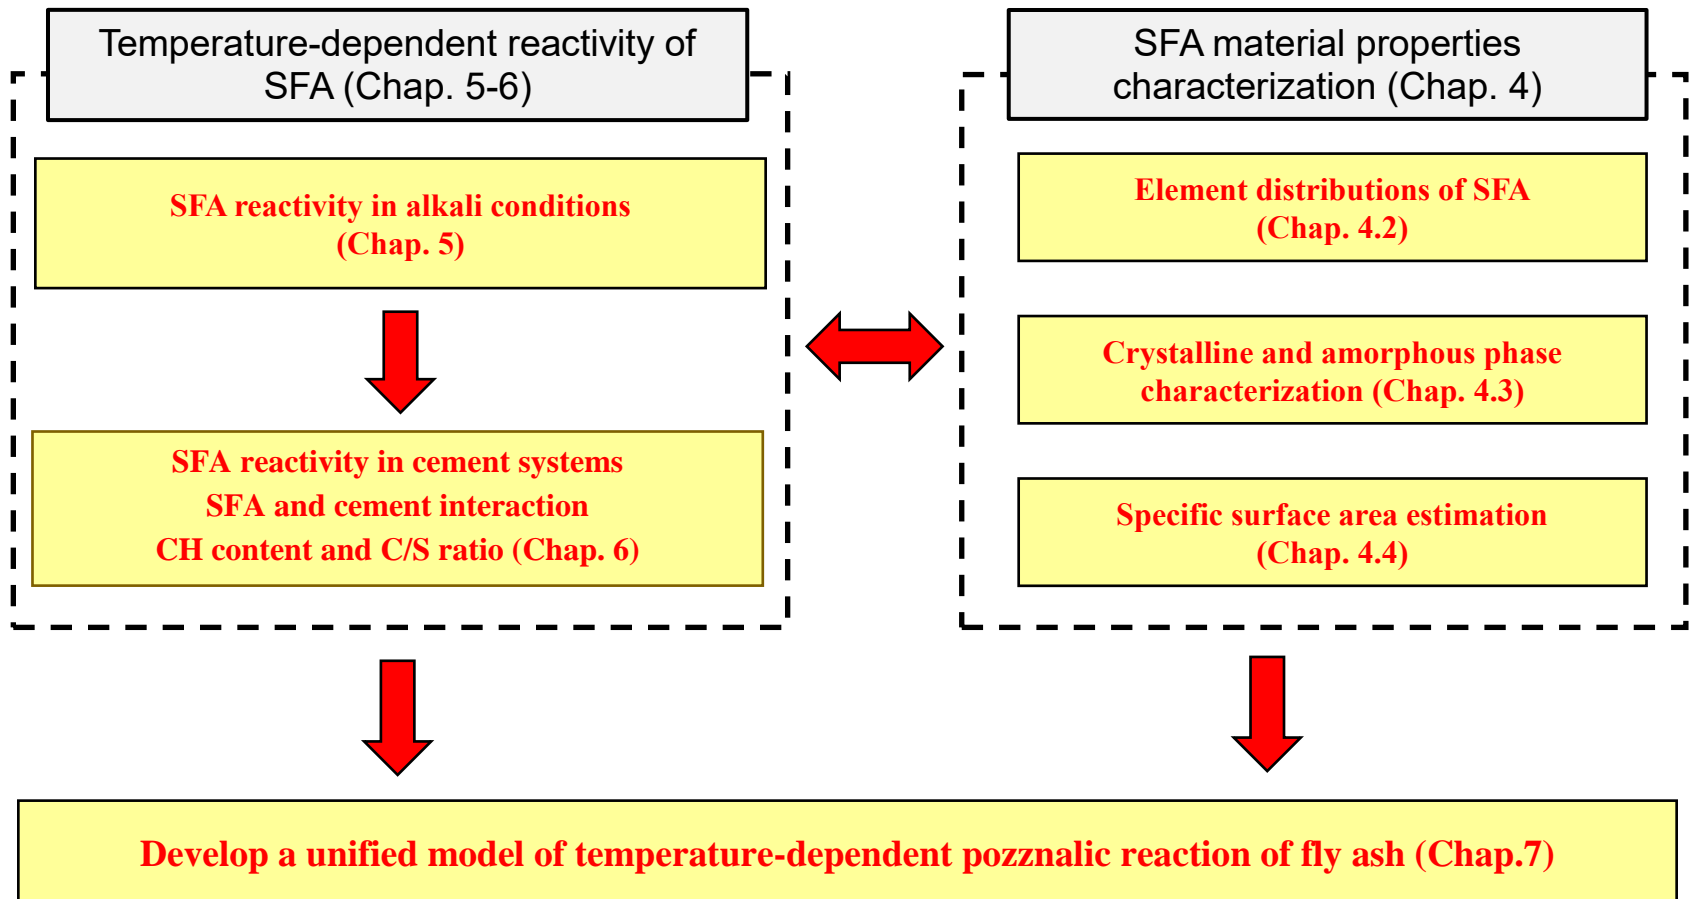 Temperature-dependent reactivity of
SFA (Chap. 5-6)
SFA reactivity in alkali conditions
(Chap. 5)
SFA reactivity in cement systems
SFA and cement interaction
CH content and C/S ratio (Chap. 6)
SFA material properties
characterization (Chap. 4)
Element distributions of SFA
(Chap. 4.2)
Crystalline and amorphous phase
characterization (Chap. 4.3)
Specific surface area estimation
(Chap. 4.4)
Develop a unified model of temperature-dependent pozznalic reaction of fly ash (Chap.7)